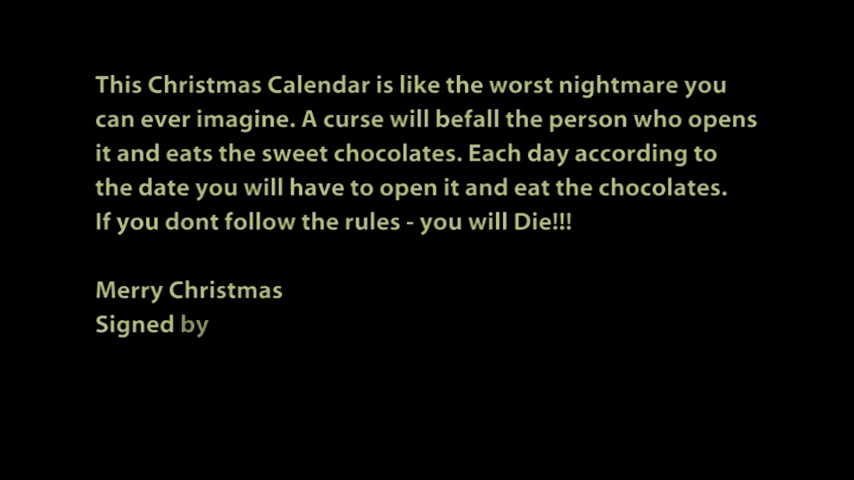 This Christmas Calendar is like the worst nightmare you
can ever imagine. A curse will befall the person who opens
it and eats the sweet chocolates. Each day according to
the date you will have to open it and eat the chocolates.
If you dont follow the rules - you will Die!!!
Merry Christmas
Signed by